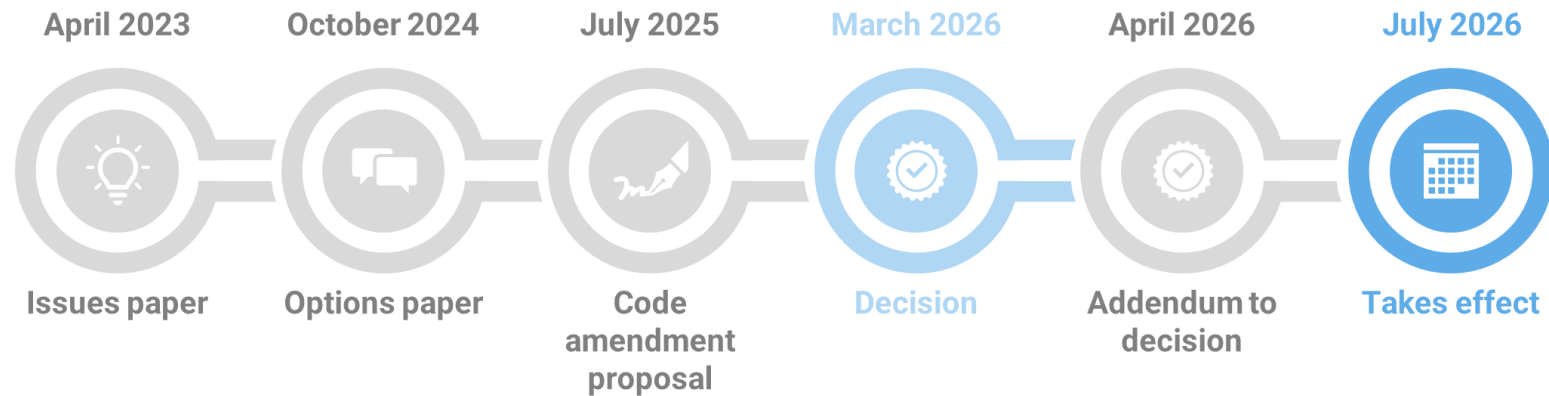 April 2023
October 2024
July 2025
March 2026
April 2026
July 2026
Issues paper
Options paper
Code
amendment
proposal
Decision
Addendum to
decision
Takes effect